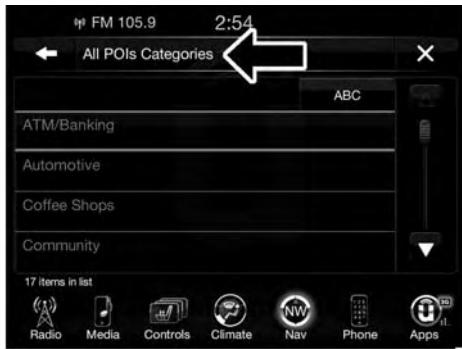 FM 105.9 2:54
All POIs Categories
ABC
ATM/Banking
Automotive
Coffee Shops
Community
17 items in list
NW
3G
Radio Media Controls Climate Nav Phone Apps